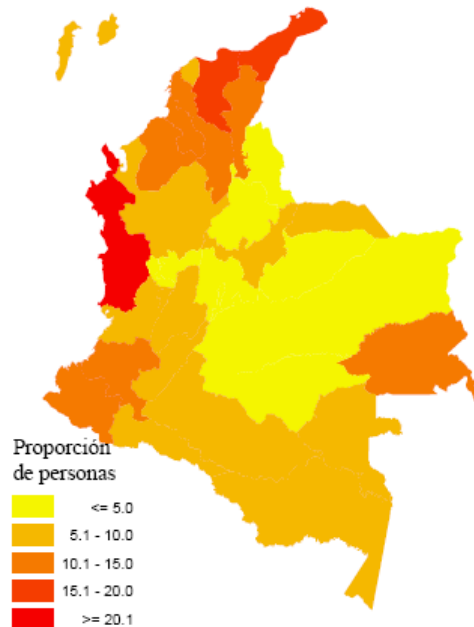 Proporción
de personas
<= 5.0
5.1 - 10.0
10.1 - 15.0
15.1 - 20.0
>= 20.1